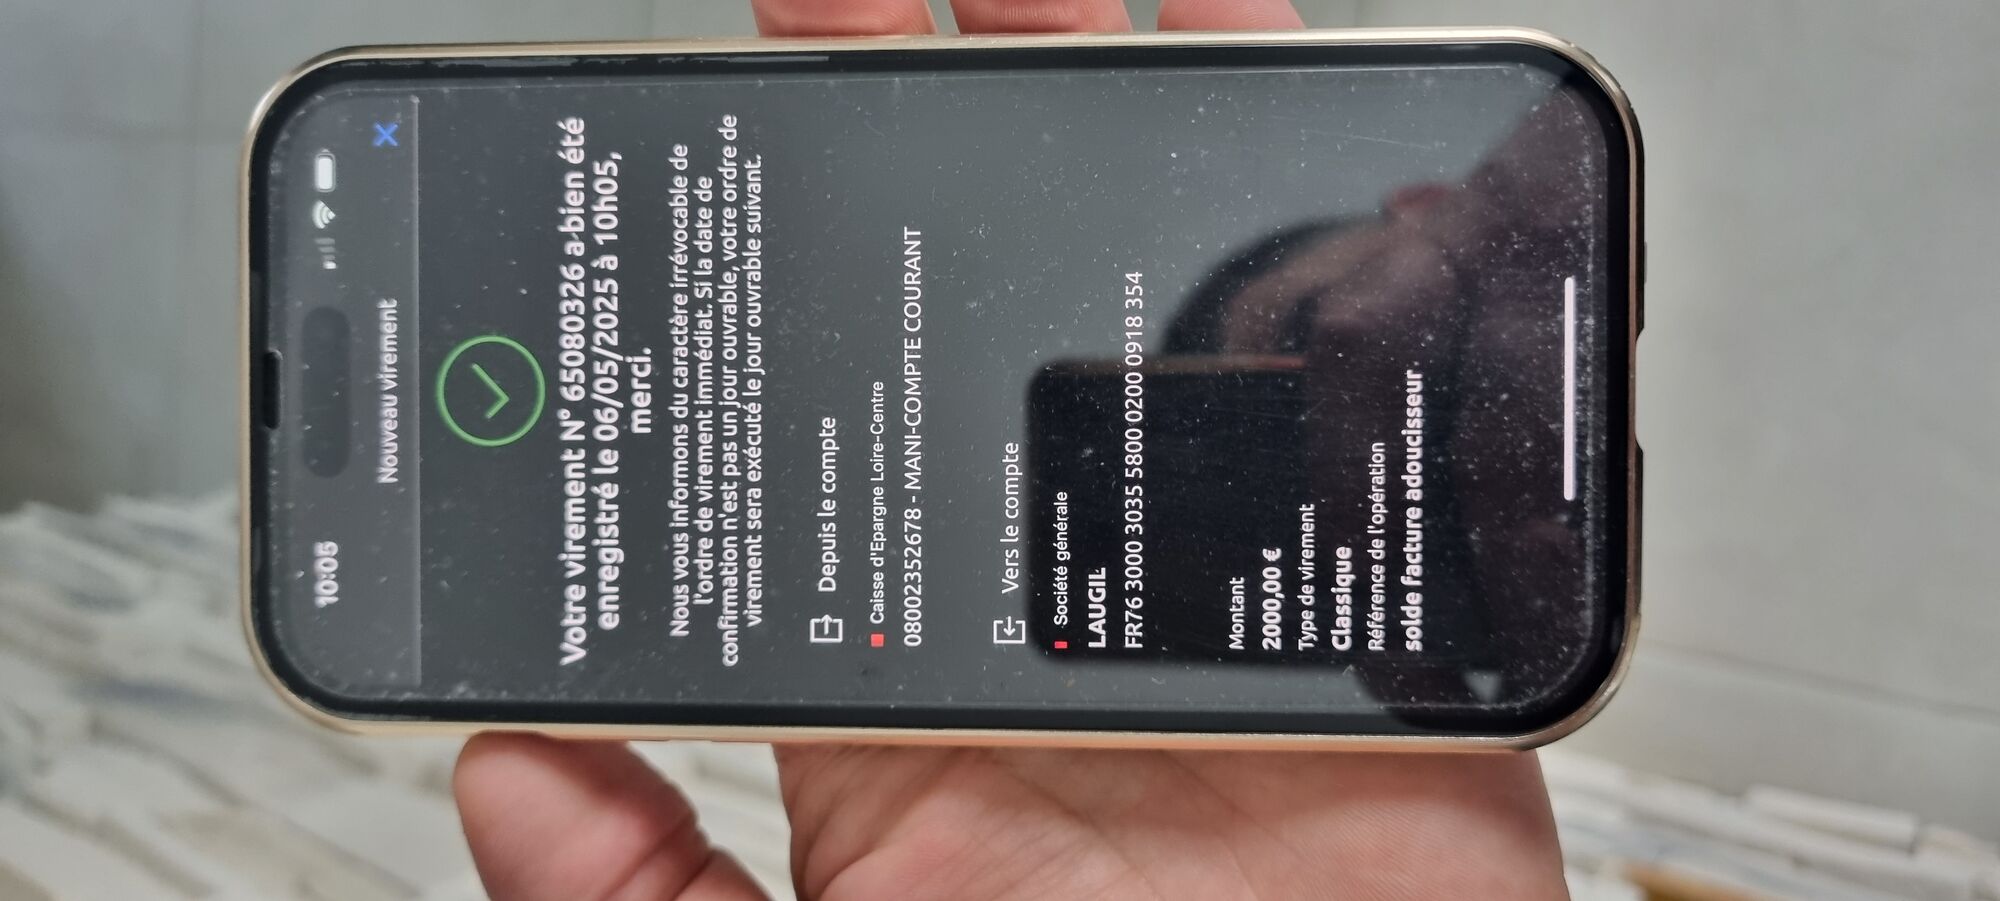 10:05
Nouveau virement
X
Votre virement N° 65080326 a bien été
enregistré le 06/05/2025 à 10h05,
merci.
Nous vous informons du caractère irrévocable de
l'ordre de virement immédiat. Si la date de
confirmation n'est pas un jour ouvrable, votre ordre de
virement sera exécuté le jour ouvrable suivant.
Depuis le compte
Caisse d'Epargne Loire-Centre
08002352678 - MANI-COMPTE COURANT
Vers le compte
Société générale
LAUGIL
FR76 3000 3035 5800 0200 0918 354
Montant
2000,00 €
Type de virement
Classique
Référence de l'opération
solde facture adoucisseur